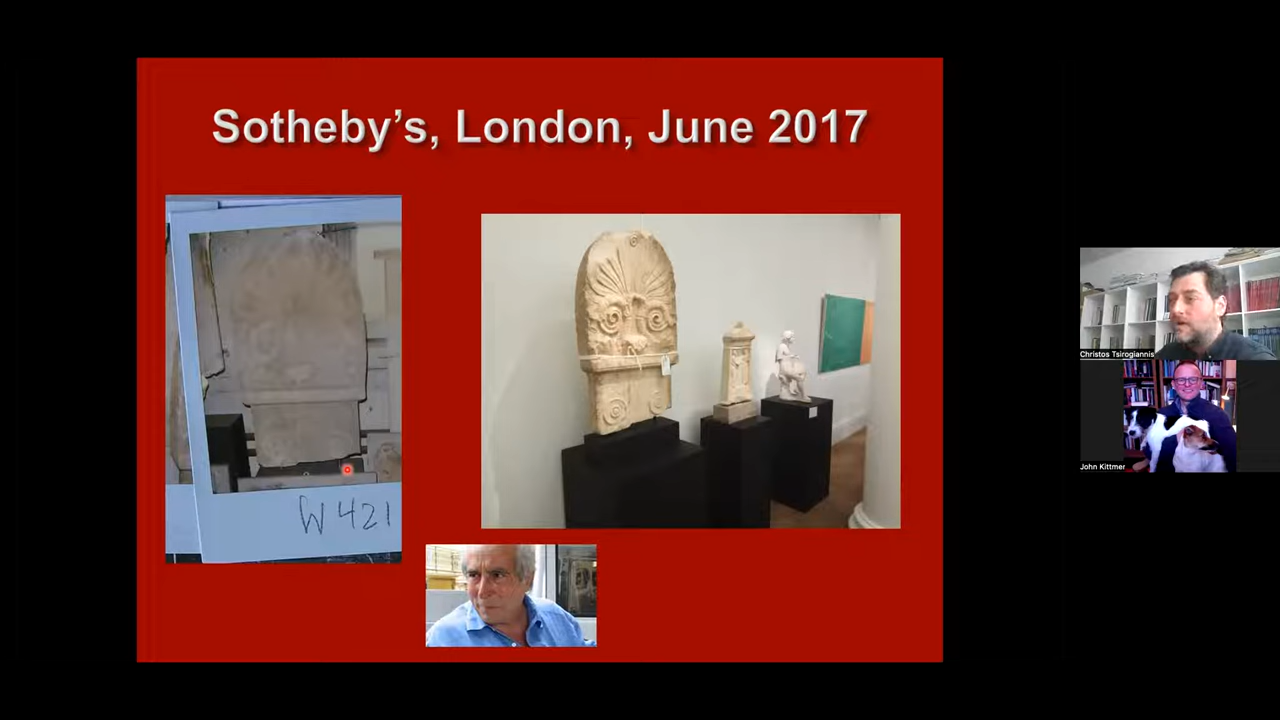 Sotheby’s, London, June 2017
W 421
Christos Tsirogiannis
John Kittmer